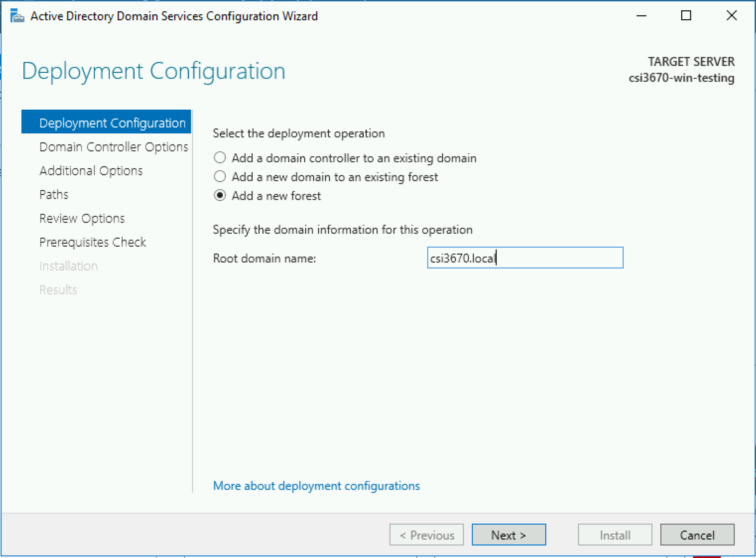 Active Directory Domain Services Configuration Wizard
Deployment Configuration
TARGET SERVER
csi3670-win-testing
Deployment Configuration
Domain Controller Options
Additional Options
Paths
Review Options
Prerequisites Check
Installation
Results
Select the deployment operation
Add a domain controller to an existing domain
Add a new domain to an existing forest
Add a new forest
Specify the domain information for this operation
Root domain name: csi3670.local
More about deployment configurations
< Previous Next > Install Cancel